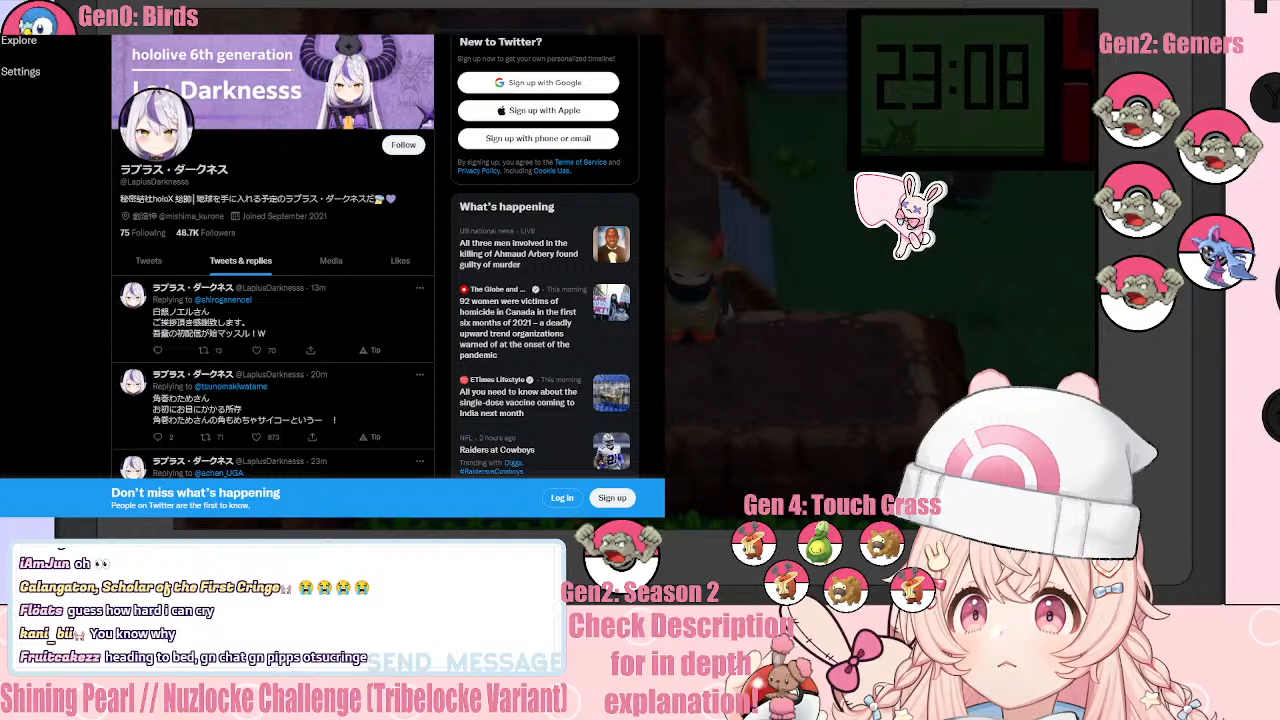 Gen0: Birds
Explore
Settings
hololive 6th generation
Darknesss
Follow
ラプラス・ダークネス
@LaplusDarknesss
秘密結社holoX 総帥│地球を手に入れる予定のラプラス・ダークネスだ🛸💜
@mishima_kurone Joined September 2021
75 Following 48.7K Followers
Tweets Tweets & replies Media Likes
ラプラス・ダークネス @LaplusDarknesss · 13m
Replying to @shiroganenoel
白銀ノエルさん
ご挨拶頂き感謝致します。
吾輩の初配信が始マッスル！W
13 70 Tip
ラプラス・ダークネス @LaplusDarknesss · 20m
Replying to @tsunomakiwatame
角巻わためさん
お初にお目にかかる所存
角巻わためさんの角もめちゃサイコーというー ！
2 71 873 Tip
ラプラス・ダークネス @LaplusDarknesss · 23m
Replying to @achan_UGA
New to Twitter?
Sign up now to get your own personalized timeline!
Sign up with Google
Sign up with Apple
Sign up with phone or email
By signing up, you agree to the Terms of Service and
Privacy Policy, including Cookie Use.
What's happening
US national news · LIVE
All three men involved in the
killing of Ahmaud Arbery found
guilty of murder
The Globe and ... · This morning
92 women were victims of
homicide in Canada in the first
six months of 2021 – a deadly
upward trend organizations
warned of at the onset of the
pandemic
ETimes Lifestyle · This morning
All you need to know about the
single-dose vaccine coming to
India next month
NFL · 2 hours ago
Raiders at Cowboys
Trending with Diggs,
#RaidersvsCowboys
Don't miss what's happening
People on Twitter are the first to know.
Log in Sign up
23:08
Gen2: Gemers
Gen 4: Touch Grass
iAmJun oh 👀
Galangaton, Scholar of the First Cringe 😭 😭 😭 😭
Flöats guess how hard i can cry
kani_bii You know why
Fruitcakezz heading to bed, gn chat gn pipps otsucringe
SEND MESSAGE
Gen2: Season 2
Check Description
for in depth
explanation!
Shining Pearl // Nuzlocke Challenge (Tribelocke Variant)